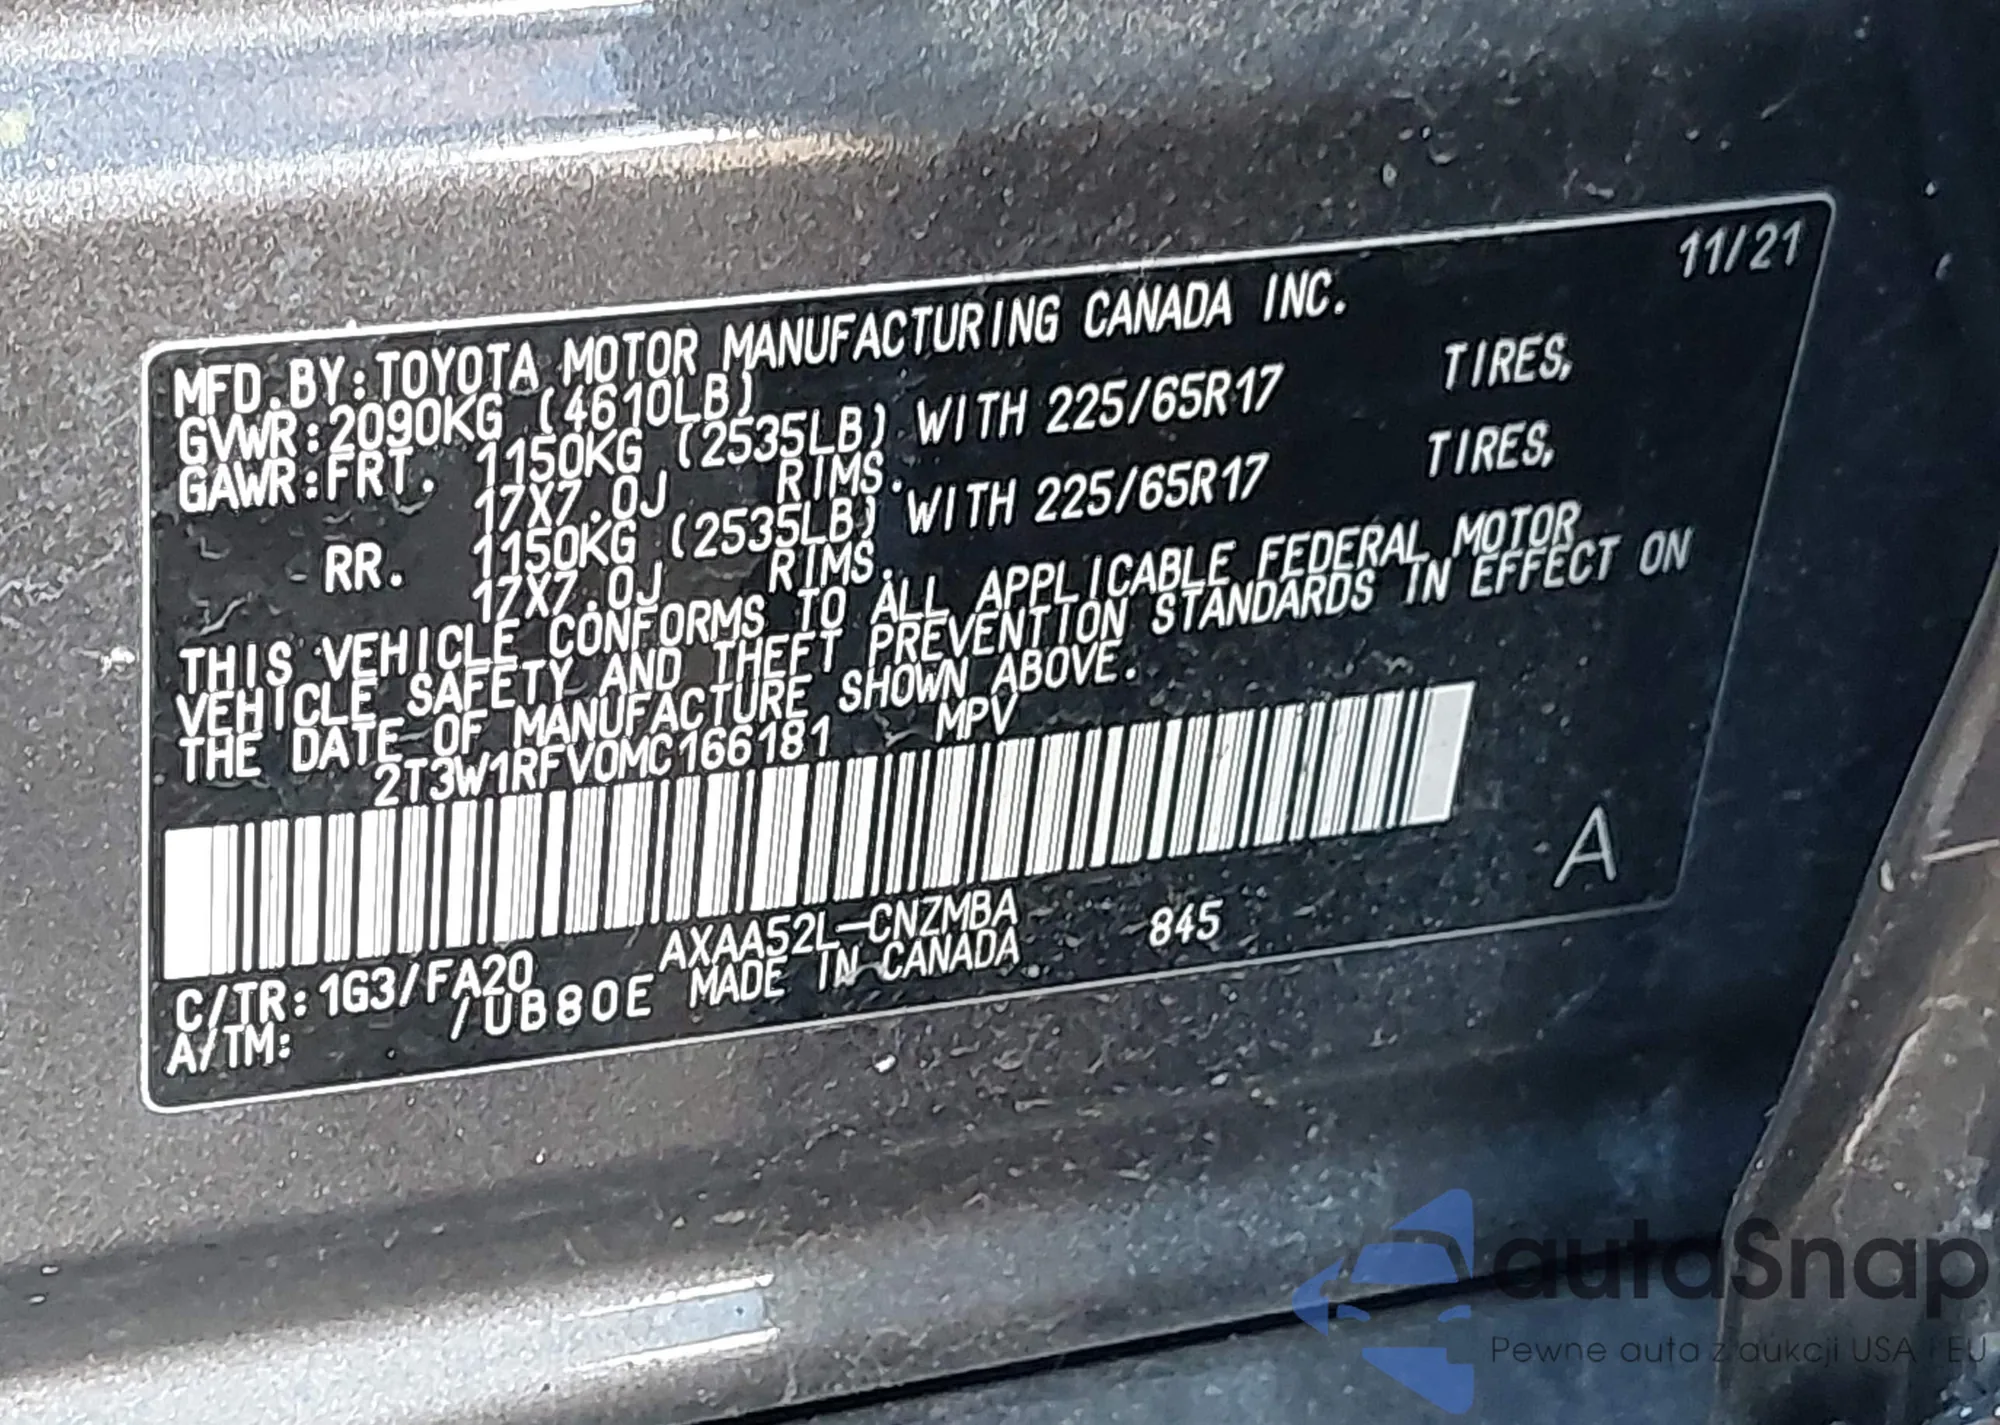 11/21
MFD.BY:TOYOTA MOTOR MANUFACTURING CANADA INC.
GVWR:2090KG (4610LB)
GAWR:FRT. 1150KG (2535LB) WITH 225/65R17 TIRES,
17X7.0J RIMS.
RR. 1150KG (2535LB) WITH 225/65R17 TIRES,
17X7.0J RIMS.
THIS VEHICLE CONFORMS TO ALL APPLICABLE FEDERAL MOTOR
VEHICLE SAFETY AND THEFT PREVENTION STANDARDS IN EFFECT ON
THE DATE OF MANUFACTURE SHOWN ABOVE.
2T3W1RFV0MC166181 MPV
A
AXAA52L-CNZMBA 845
C/TR:1G3/FA20 MADE IN CANADA
A/TM: /UB80E
autaSnap
Pewne auta z aukcji USA i EU